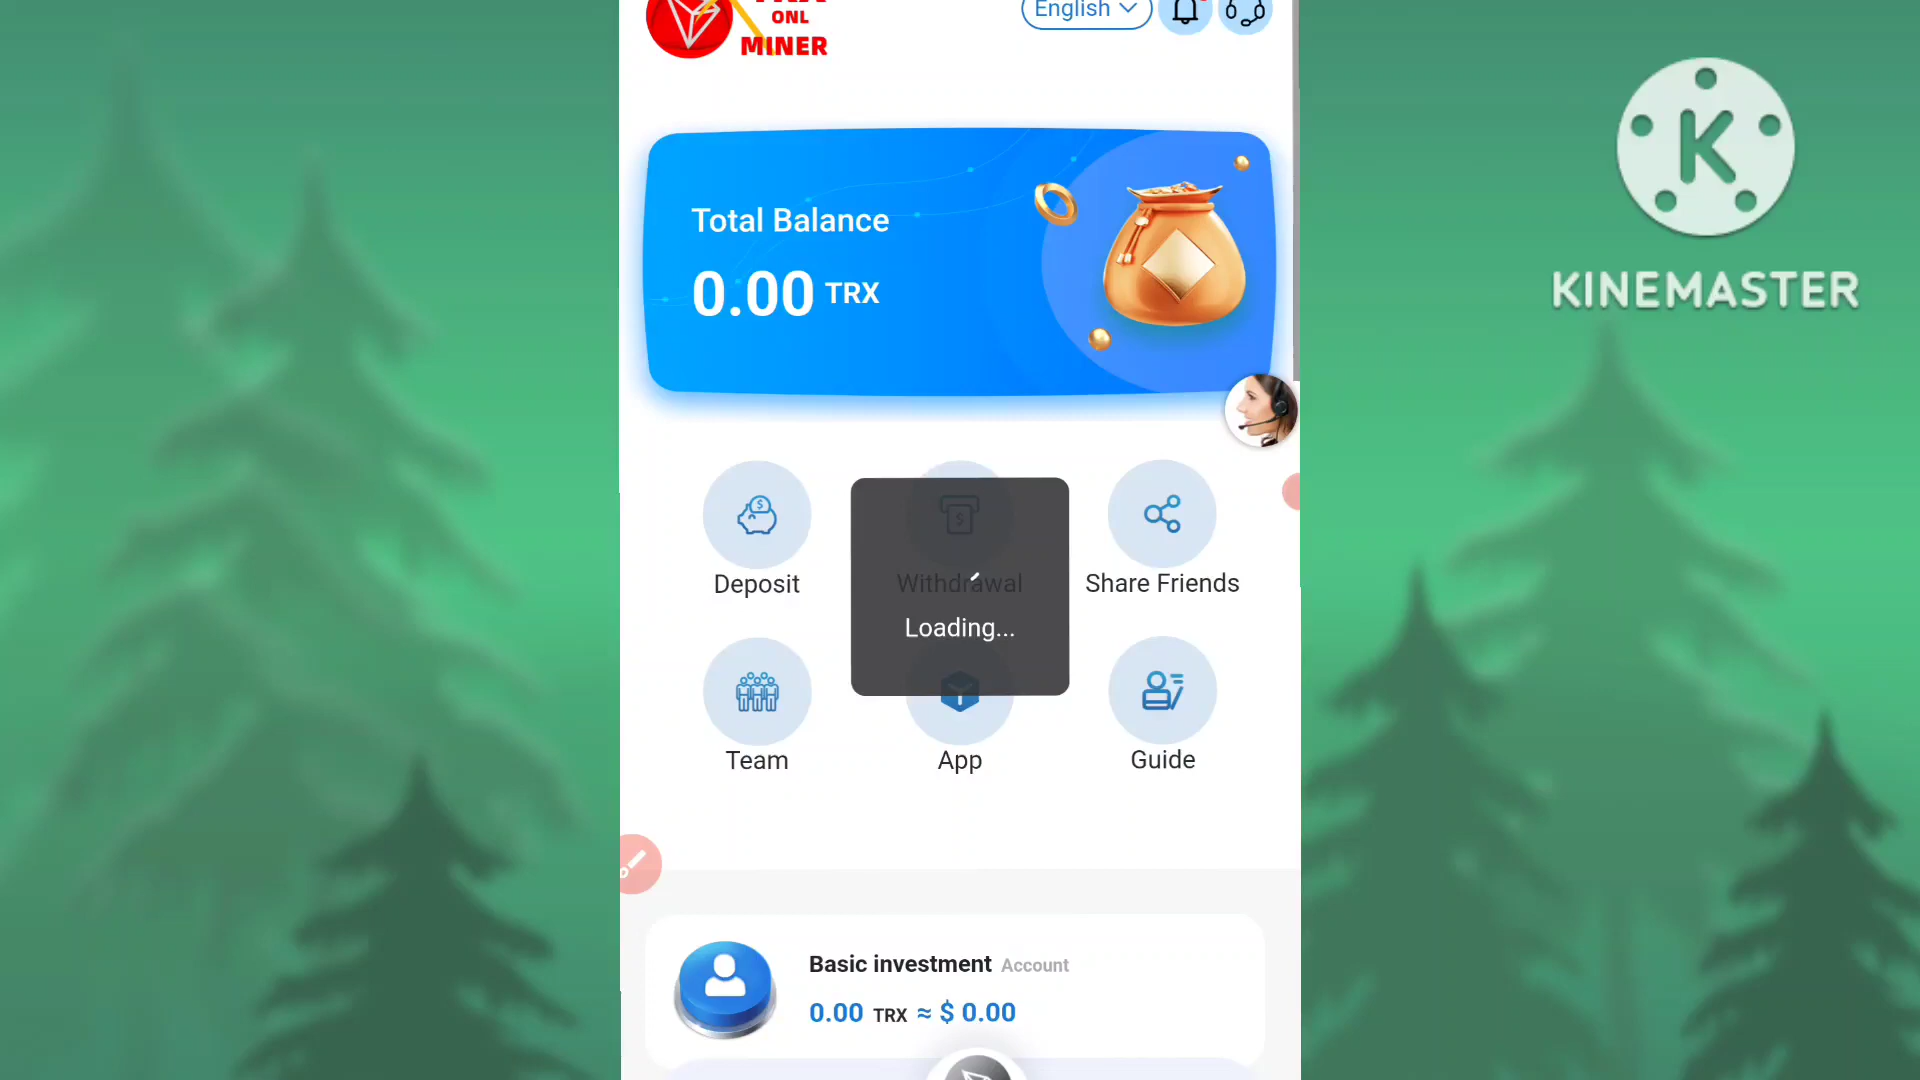 English
ONL
MINER
KINEMASTER
Total Balance
0.00 TRX
Deposit
Withdrawal
Share Friends
Loading...
Team
App
Guide
Basic investment Account
0.00 TRX ≈ $ 0.00